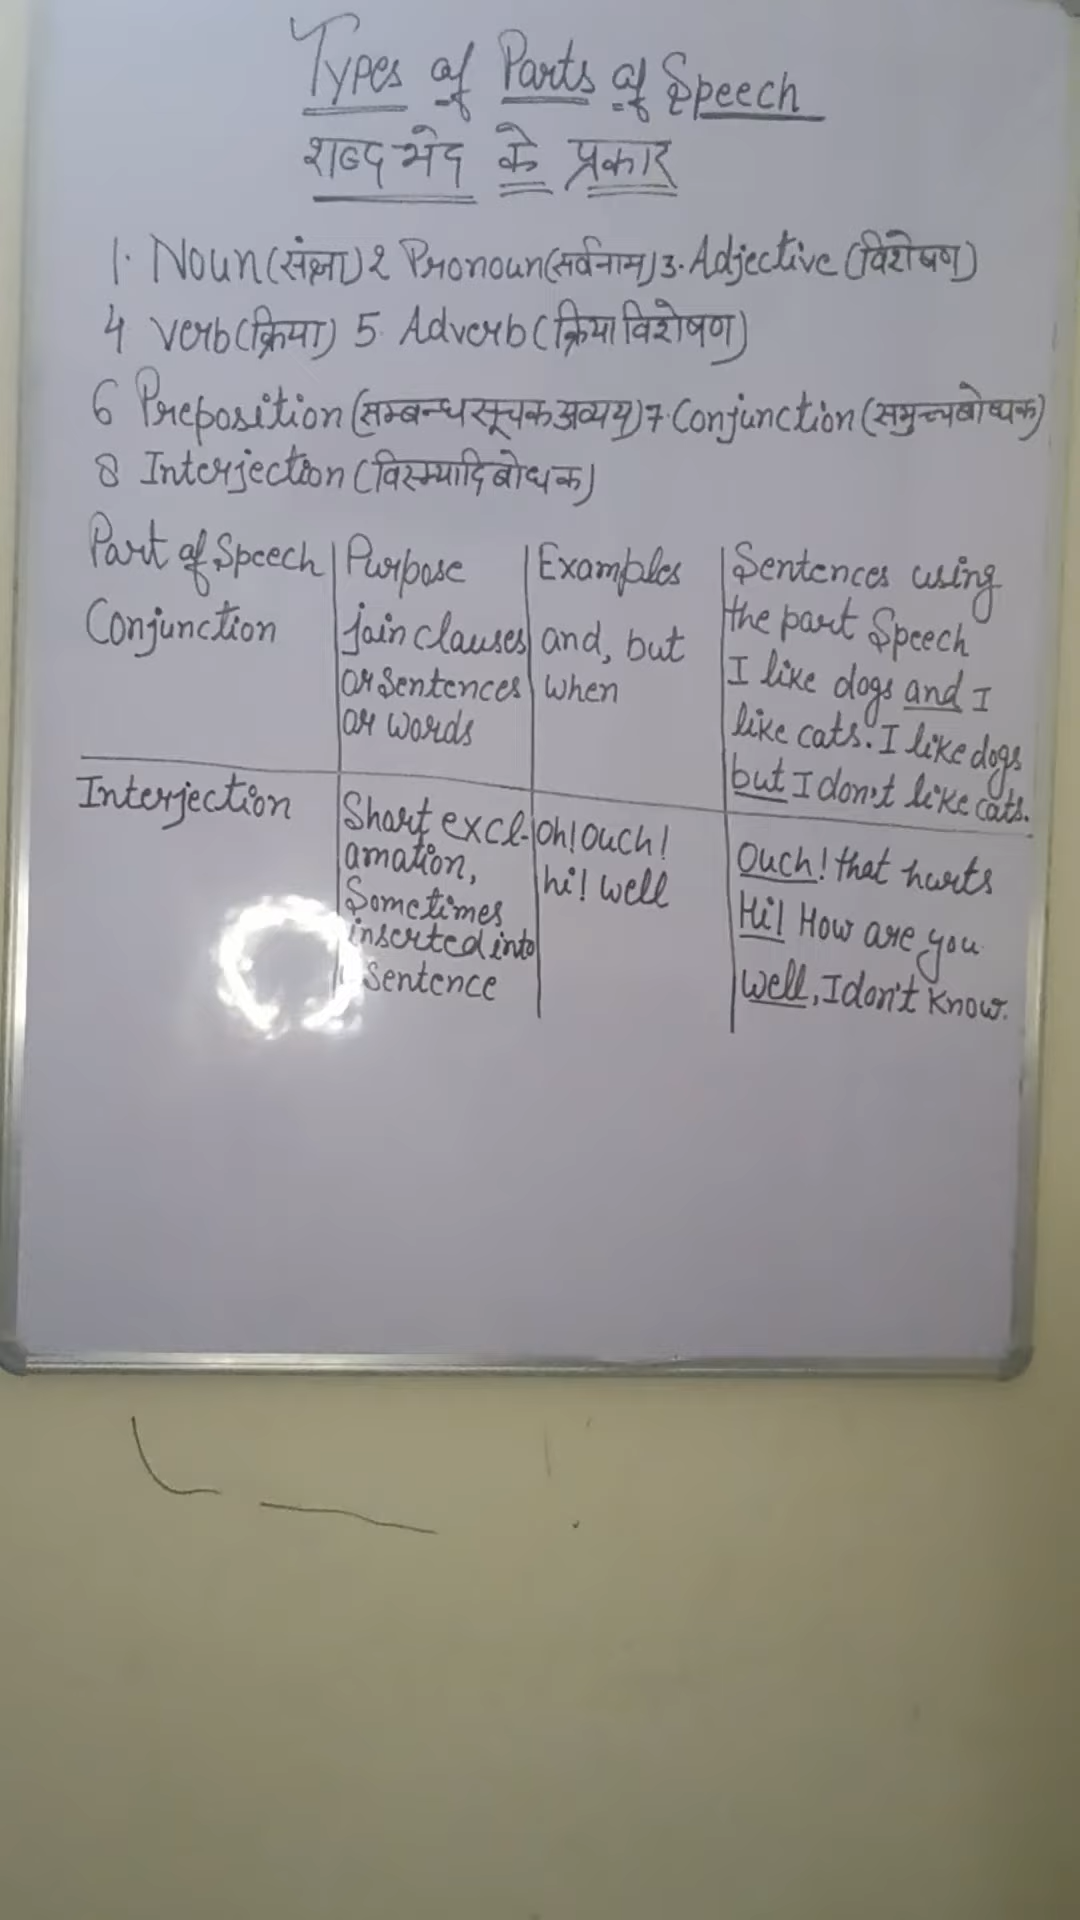 Types of Parts of Speech
शब्द भेद के प्रकार
1. Noun(संज्ञा) 2 Pronoun(सर्वनाम) 3. Adjective (विशेषण)
4 Verb(क्रिया) 5. Adverb (क्रिया विशेषण)
6 Preposition (सम्बन्ध सूचक अव्यय) 7. Conjunction (समुच्चयबोधक)
8 Interjection (विस्म्यादि बोधक)
Part of Speech | Purpose | Examples | Sentences using
the part Speech
Conjunction | join clauses | and, but
or sentences | when | I like dogs and I
or words | like cats. I like dogs
but I don't like cats.
Interjection | Short excl- | Oh! Ouch!
amation, | hi! well | Ouch! that hurts
Sometimes | Hi! How are you.
inserted into
Sentence | Well, I don't know.